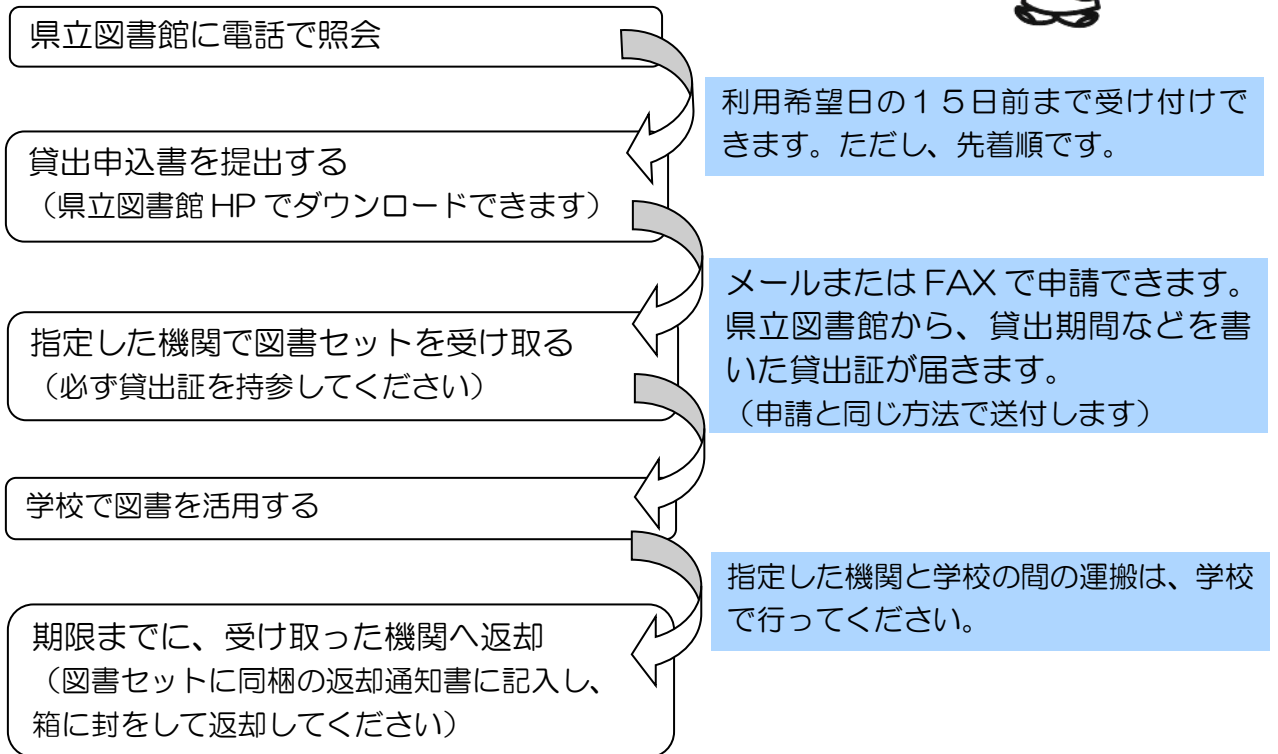 県立図書館に電話で照会
利用希望日の15日前まで受け付けで
きます。ただし、先着順です。
貸出申込書を提出する
（県立図書館HPでダウンロードできます）
メールまたはFAXで申請できます。
県立図書館から、貸出期間などを書
いた貸出証が届きます。
（申請と同じ方法で送付します）
指定した機関で図書セットを受け取る
（必ず貸出証を持参してください）
学校で図書を活用する
指定した機関と学校の間の運搬は、学校
で行ってください。
期限までに、受け取った機関へ返却
（図書セットに同梱の返却通知書に記入し、
箱に封をして返却してください）